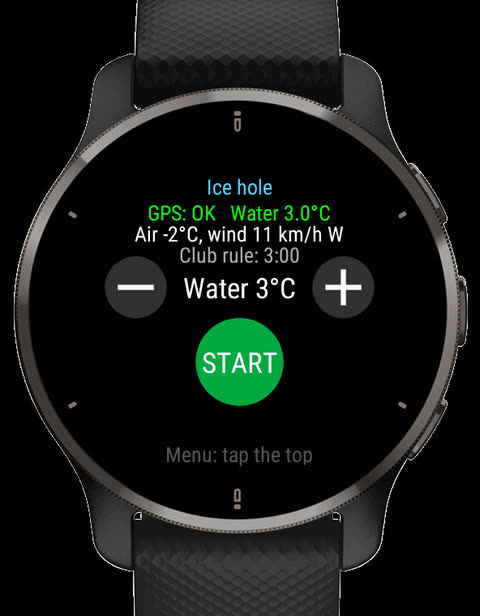 Ice hole
GPS: OK Water 3.0°C
Air -2°C, wind 11 km/h W
Club rule: 3:00
− Water 3°C +
START
Menu: tap the top